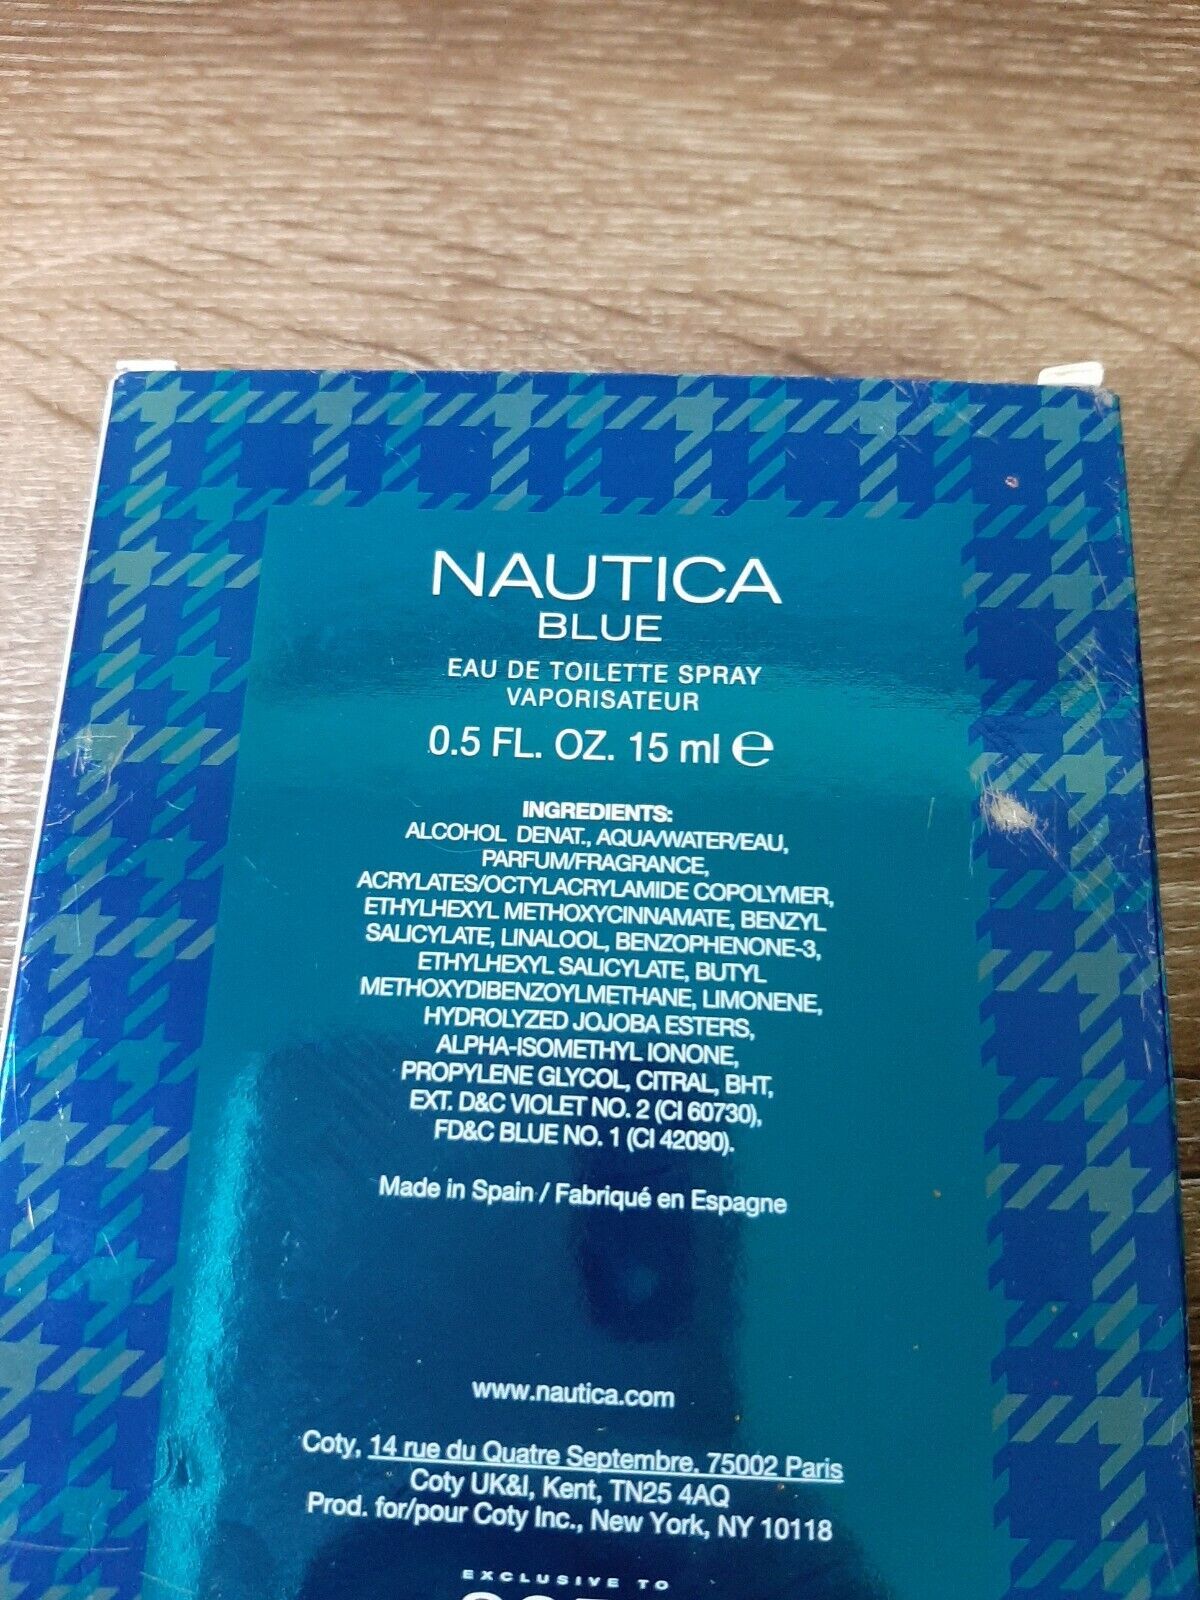 NAUTICA
BLUE
EAU DE TOILETTE SPRAY
VAPORISATEUR
0.5 FL. OZ. 15 ml ℮
INGREDIENTS:
ALCOHOL DENAT., AQUA/WATER/EAU,
PARFUM/FRAGRANCE,
ACRYLATES/OCTYLACRYLAMIDE COPOLYMER,
ETHYLHEXYL METHOXYCINNAMATE, BENZYL
SALICYLATE, LINALOOL, BENZOPHENONE-3,
ETHYLHEXYL SALICYLATE, BUTYL
METHOXYDIBENZOYLMETHANE, LIMONENE,
HYDROLYZED JOJOBA ESTERS,
ALPHA-ISOMETHYL IONONE,
PROPYLENE GLYCOL, CITRAL, BHT,
EXT. D&C VIOLET NO. 2 (CI 60730),
FD&C BLUE NO. 1 (CI 42090).
Made in Spain / Fabriqué en Espagne
www.nautica.com
Coty, 14 rue du Quatre Septembre, 75002 Paris
Coty UK&I, Kent, TN25 4AQ
Prod. for/pour Coty Inc., New York, NY 10118
EXCLUSIVE TO